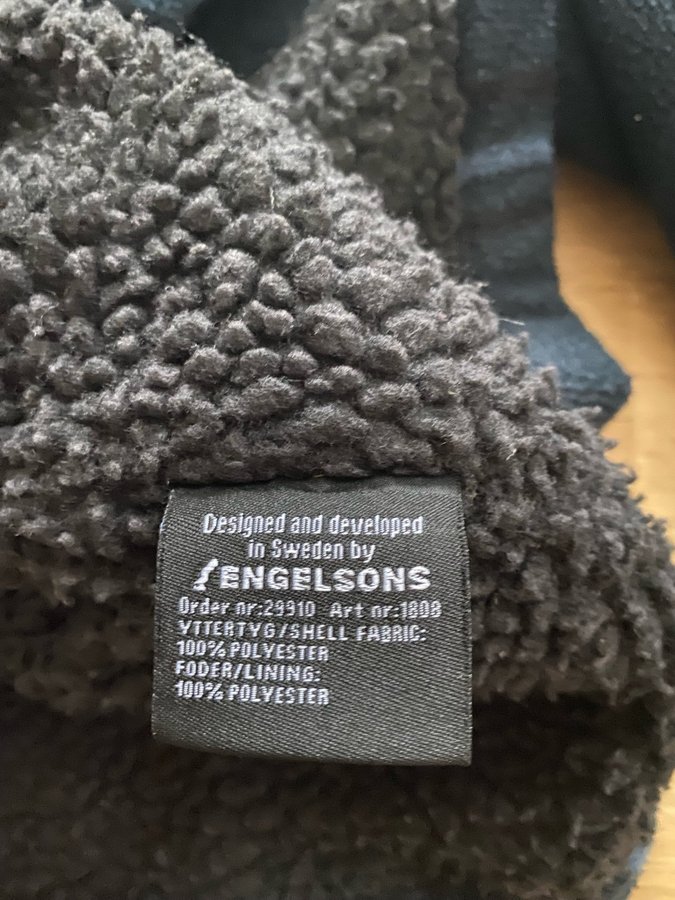 Designed and developed
in Sweden by
ENGELSONS
Order nr:29910 Art nr:1808
YTTERTYG/SHELL FABRIC:
100% POLYESTER
FODER/LINING:
100% POLYESTER